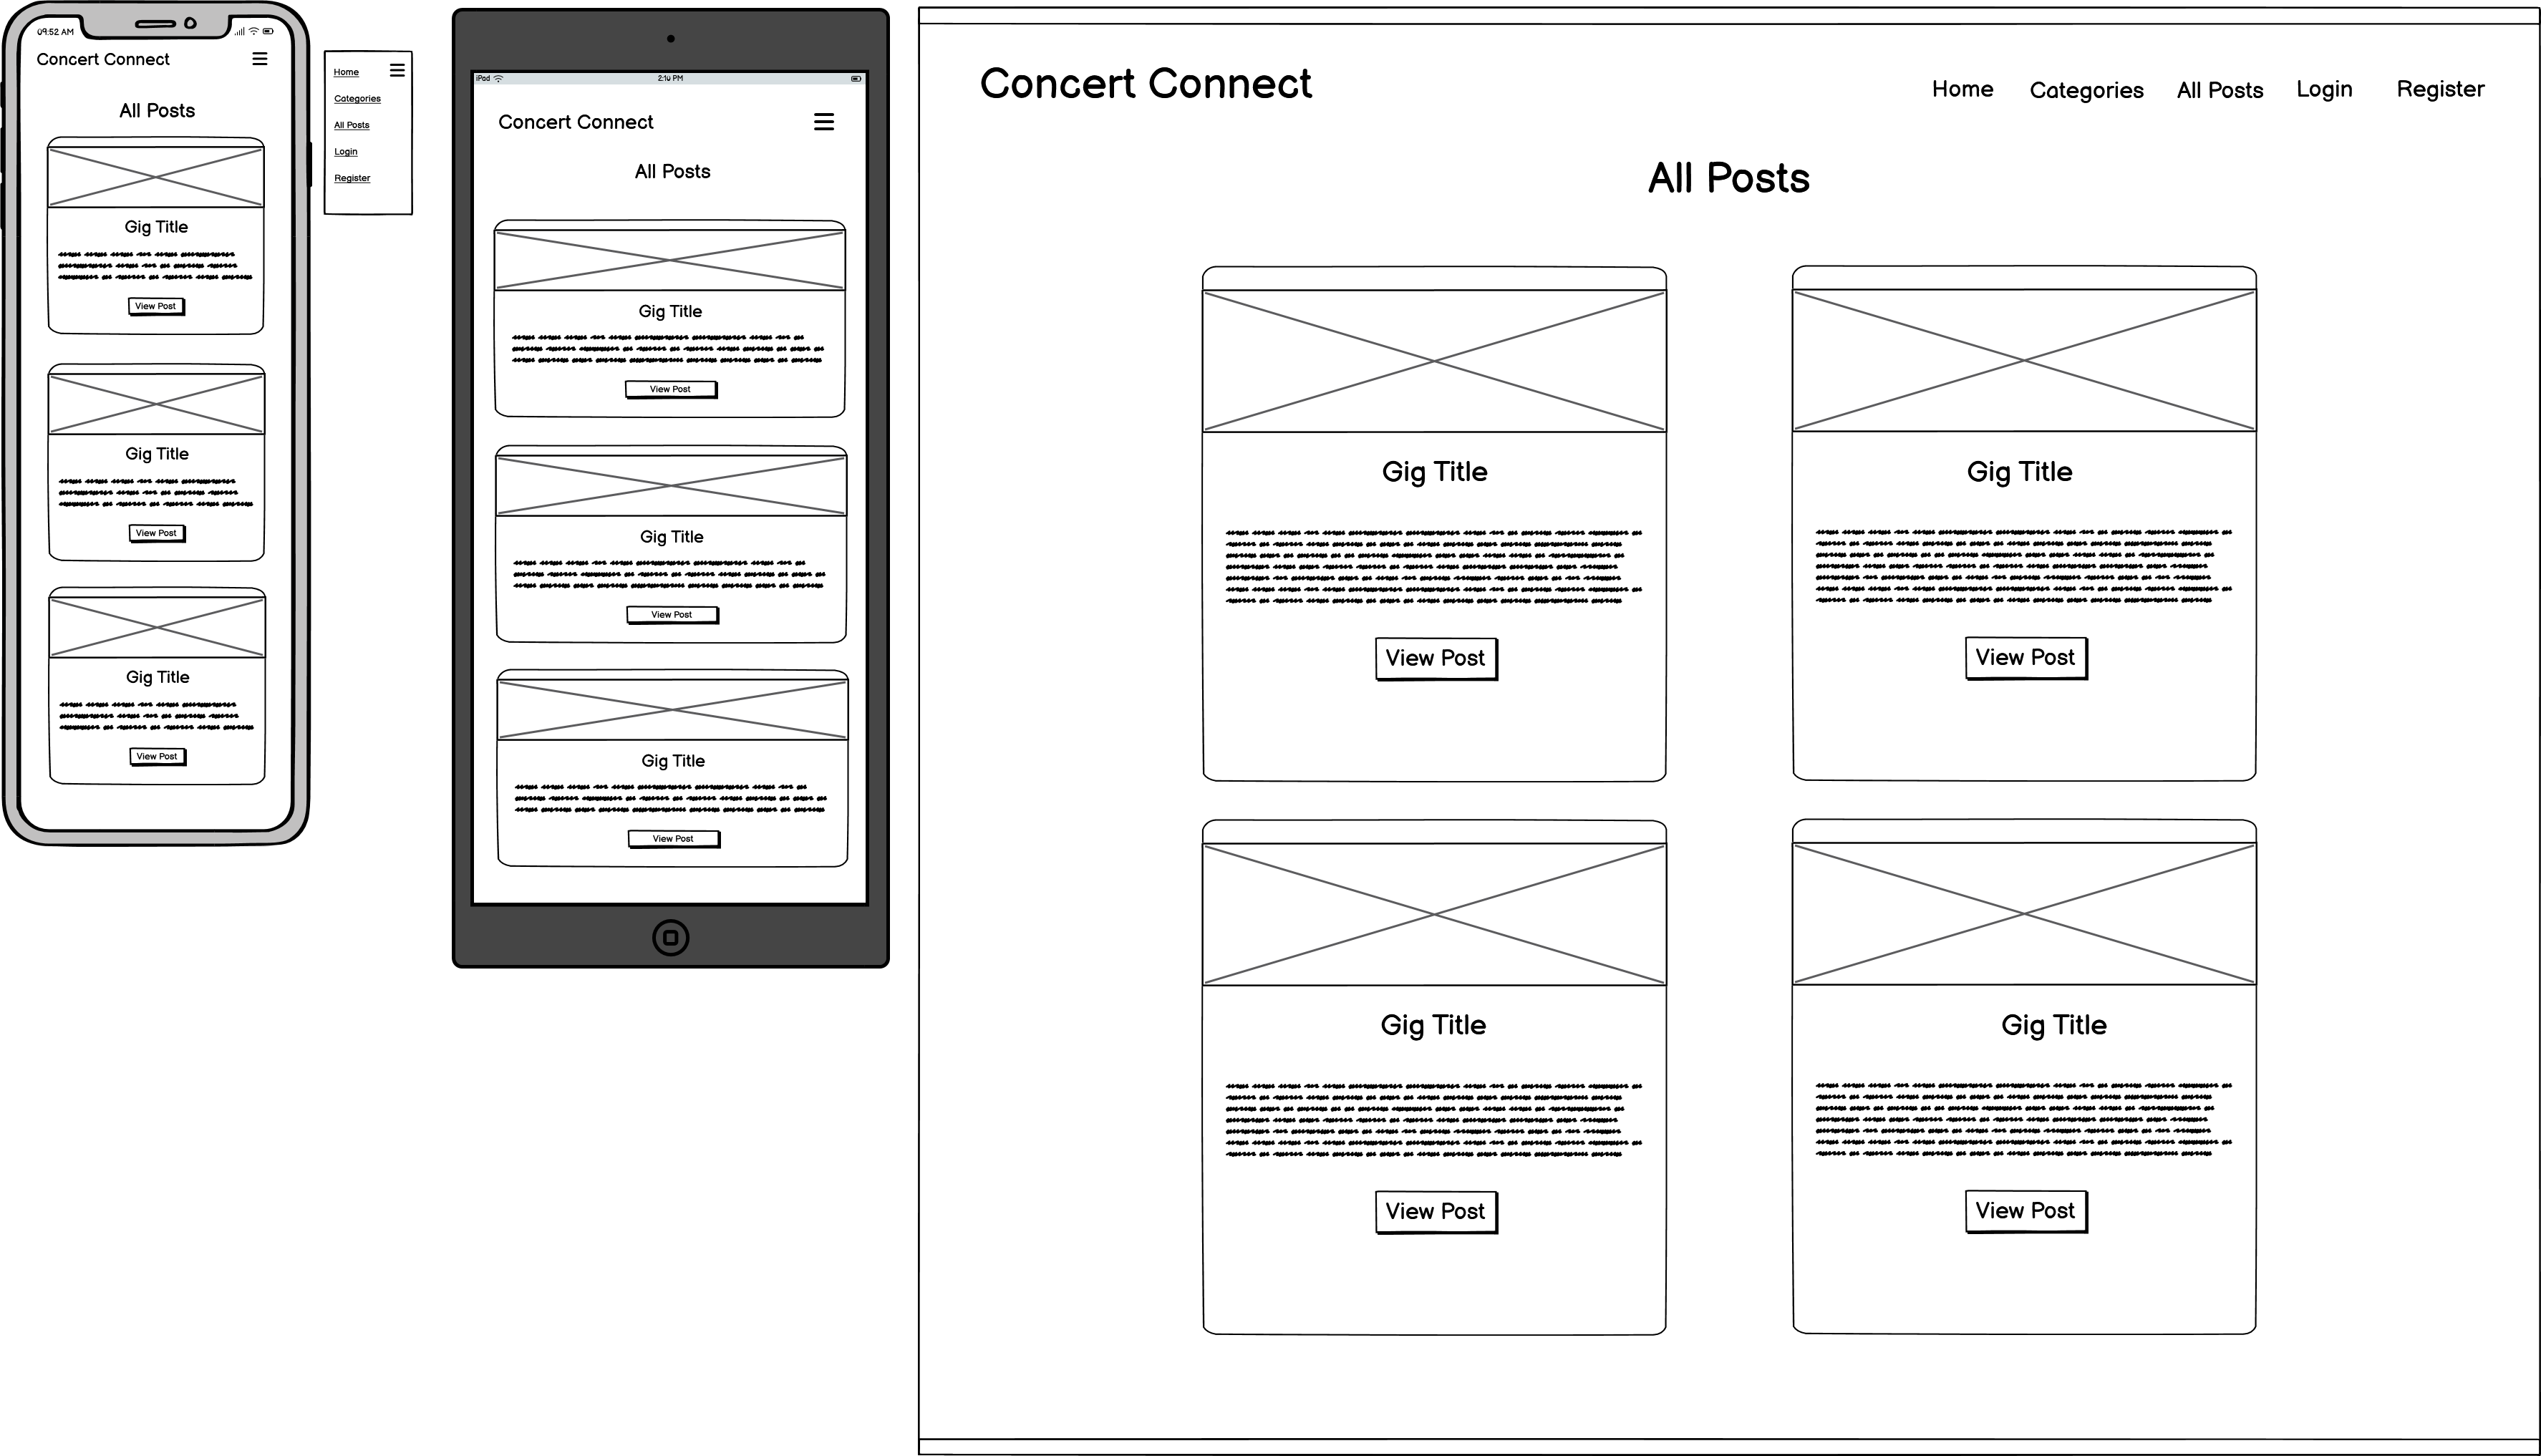 09:52 AM
Concert Connect
All Posts
Gig Title
View Post
Gig Title
View Post
Gig Title
View Post
Home
Categories
All Posts
Login
Register
iPod
2:10 PM
Concert Connect
All Posts
Gig Title
View Post
Gig Title
View Post
Gig Title
View Post
Concert Connect
Home Categories All Posts Login Register
All Posts
Gig Title Gig Title
View Post View Post
Gig Title Gig Title
View Post View Post